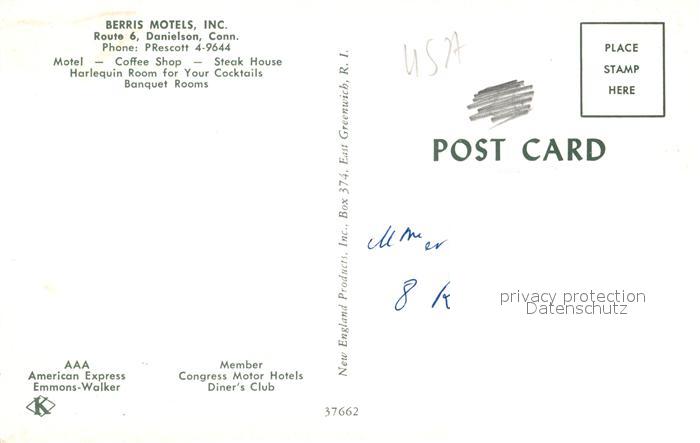 BERRIS MOTELS, INC.
Route 6, Danielson, Conn.
Phone: PRescott 4-9644
Motel — Coffee Shop — Steak House
Harlequin Room for Your Cocktails
Banquet Rooms
AAA
American Express
Emmons-Walker
Member
Congress Motor Hotels
Diner's Club
K
New England Products, Inc., Box 374, East Greenwich, R. I.
37662
USA
PLACE
STAMP
HERE
POST CARD
8 k
privacy protection
Datenschutz